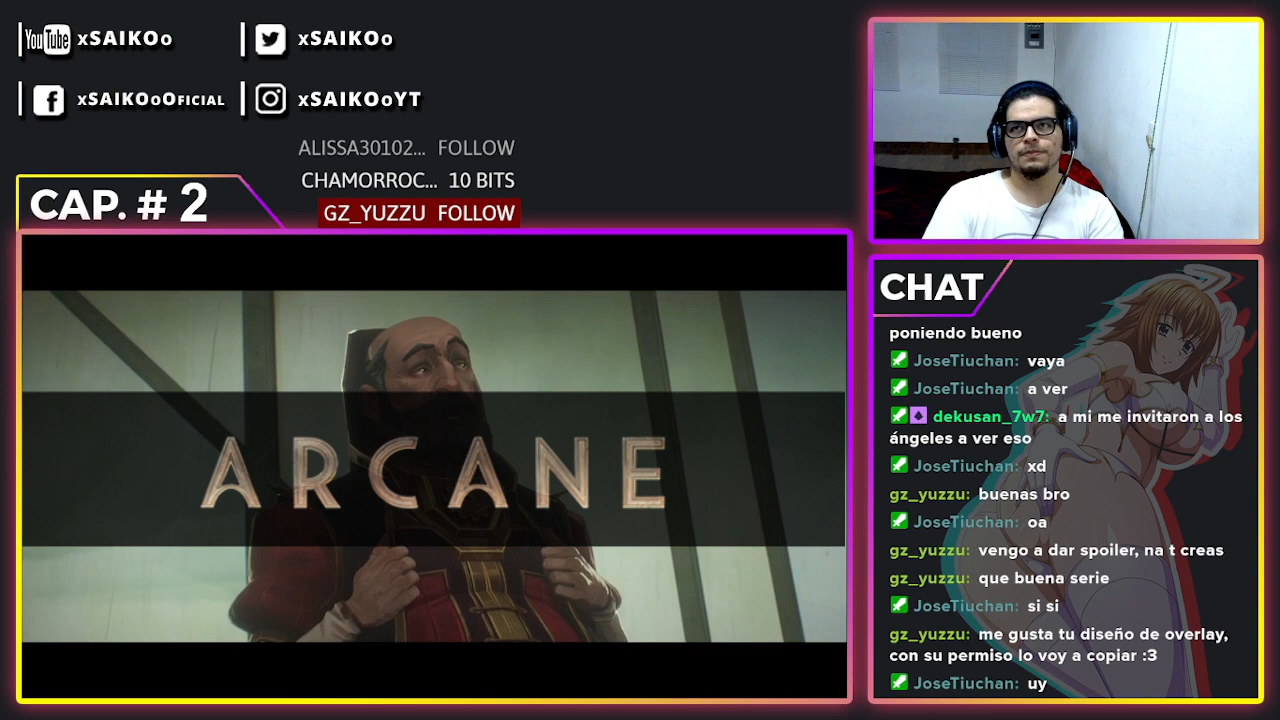 YouTube xSAIKOo
xSAIKOo
xSAIKOoOFICIAL
xSAIKOoYT
ALISSA30102... FOLLOW
CHAMORROC... 10 BITS
GZ_YUZZU FOLLOW
CAP. # 2
ARCANE
CHAT
poniendo bueno
JoseTiuchan: vaya
JoseTiuchan: a ver
dekusan_7w7: a mi me invitaron a los
ángeles a ver eso
JoseTiuchan: xd
gz_yuzzu: buenas bro
JoseTiuchan: oa
gz_yuzzu: vengo a dar spoiler, na t creas
gz_yuzzu: que buena serie
JoseTiuchan: si si
gz_yuzzu: me gusta tu diseño de overlay,
con su permiso lo voy a copiar :3
JoseTiuchan: uy